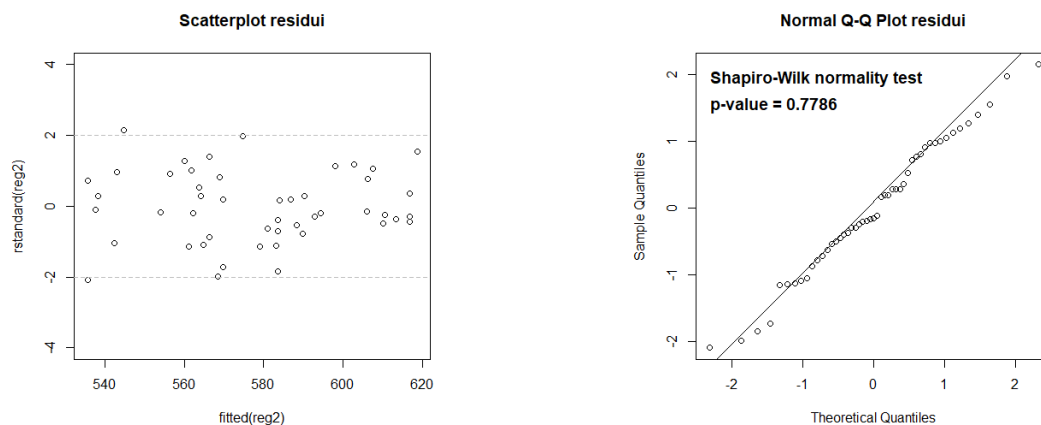 Scatterplot residui
rstandard(reg2)
4
2
0
-2
-4
540 560 580 600 620
fitted(reg2)
Normal Q-Q Plot residui
Shapiro-Wilk normality test
p-value = 0.7786
Sample Quantiles
2
1
0
-1
-2
-2 -1 0 1 2
Theoretical Quantiles